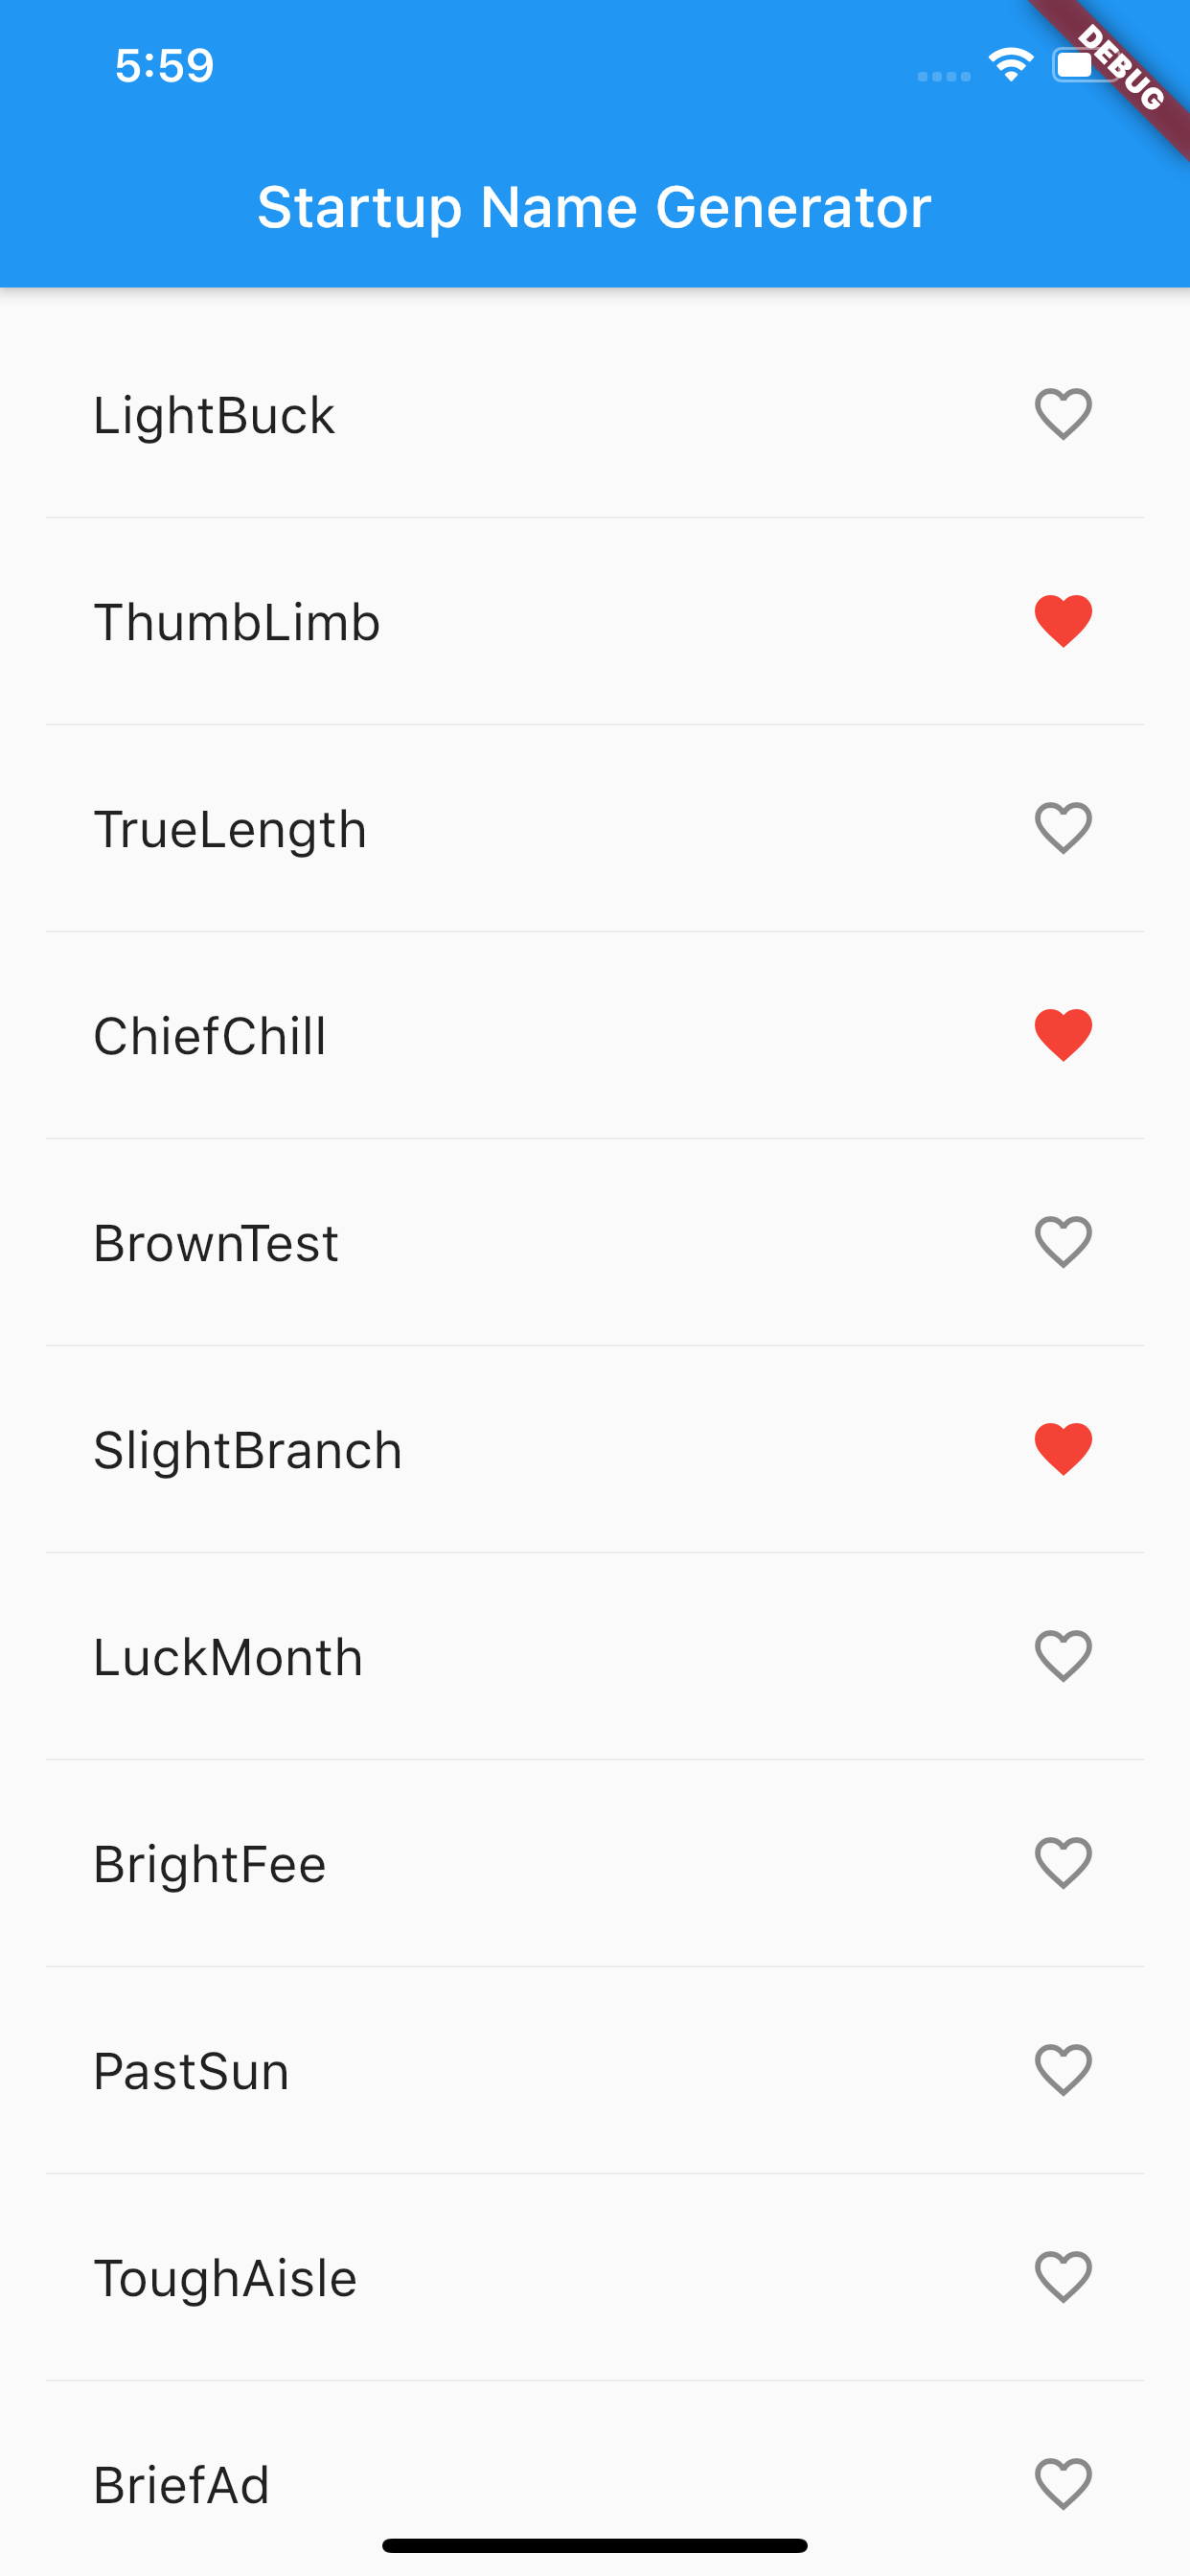 5:59
DEBUG
Startup Name Generator
LightBuck
ThumbLimb
TrueLength
ChiefChill
BrownTest
SlightBranch
LuckMonth
BrightFee
PastSun
ToughAisle
BriefAd